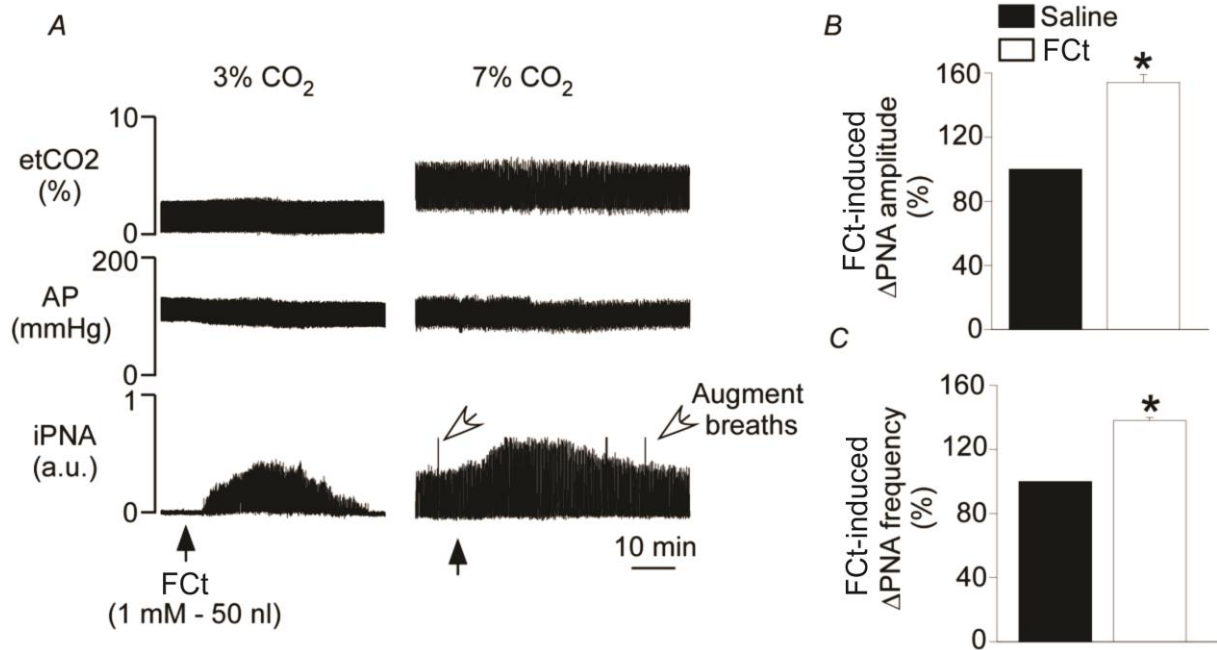 A
3% CO2
7% CO2
etCO2
(%)
10
0
AP
(mmHg)
200
0
iPNA
(a.u.)
1
0
Augment
breaths
10 min
FCt
(1 mM - 50 nl)
B
Saline
FCt
FCt-induced
ΔPNA amplitude
(%)
160
120
80
40
0
*
C
FCt-induced
ΔPNA frequency
(%)
160
120
80
40
0
*